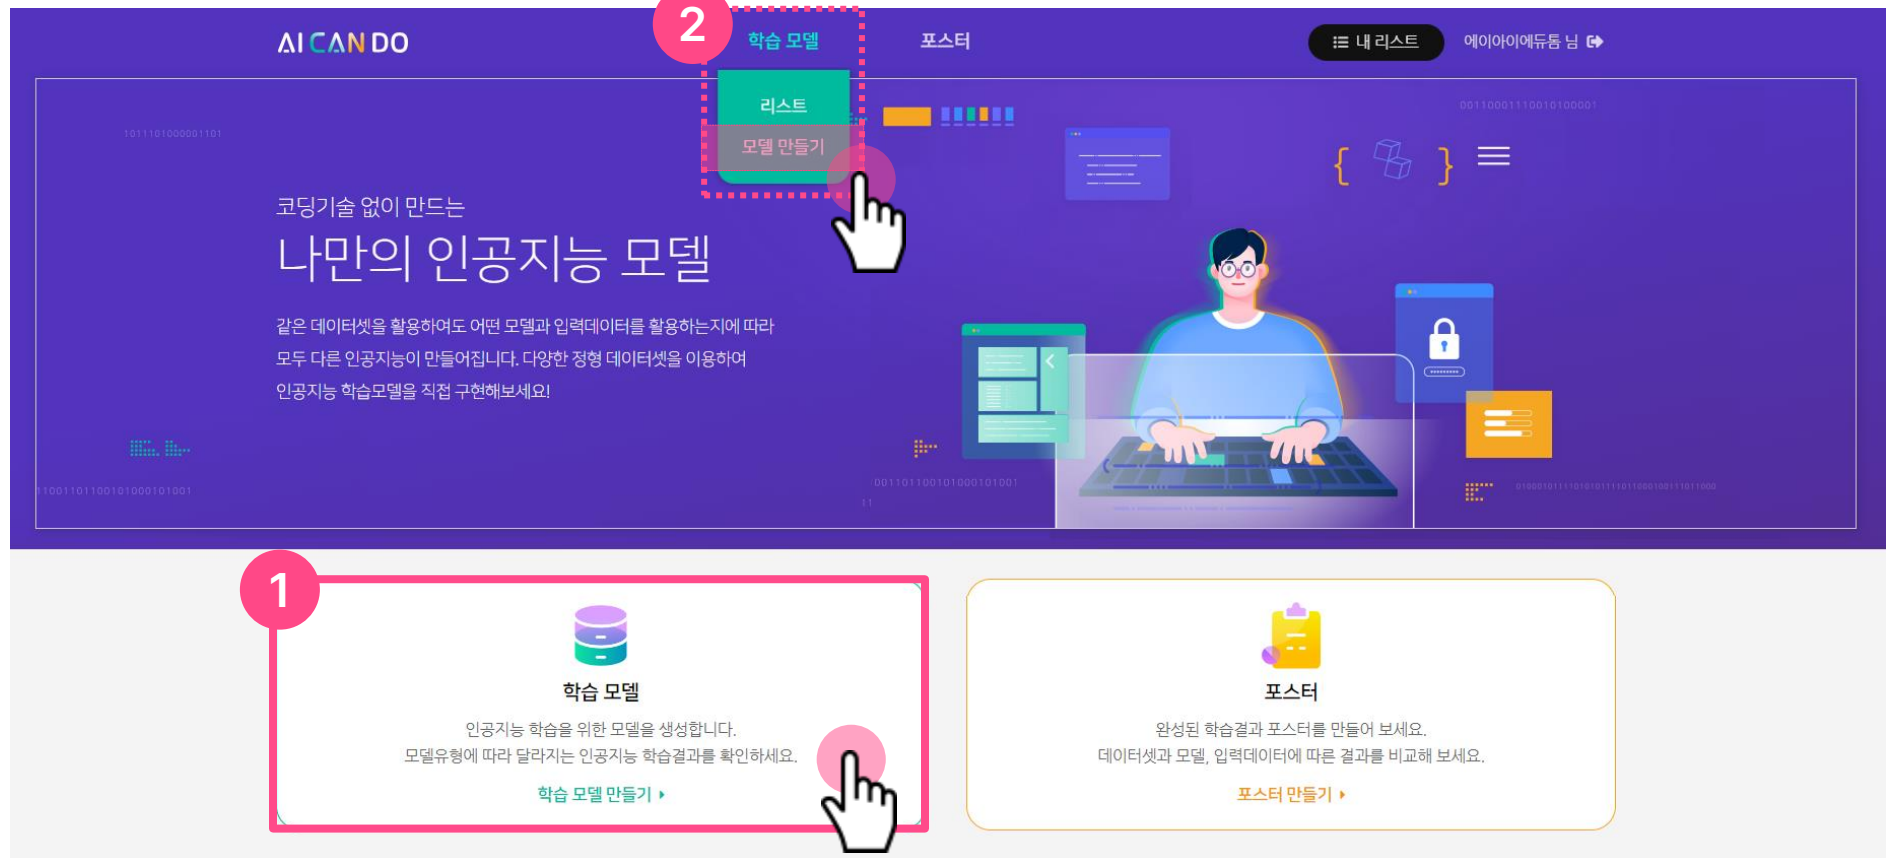 2
AI CAN DO
학습 모델
포스터
내 리스트
에이아이에듀톰 님
리스트
모델 만들기
1011101000001101
00110001110010100001
코딩기술 없이 만드는
나만의 인공지능 모델
같은 데이터셋을 활용하여도 어떤 모델과 입력데이터를 활용하는지에 따라
모두 다른 인공지능이 만들어집니다. 다양한 정형 데이터셋을 이용하여
인공지능 학습모델을 직접 구현해보세요!
11
1
학습 모델
인공지능 학습을 위한 모델을 생성합니다.
모델유형에 따라 달라지는 인공지능 학습결과를 확인하세요.
학습 모델 만들기
포스터
완성된 학습결과 포스터를 만들어 보세요.
데이터셋과 모델, 입력데이터에 따른 결과를 비교해 보세요.
포스터 만들기